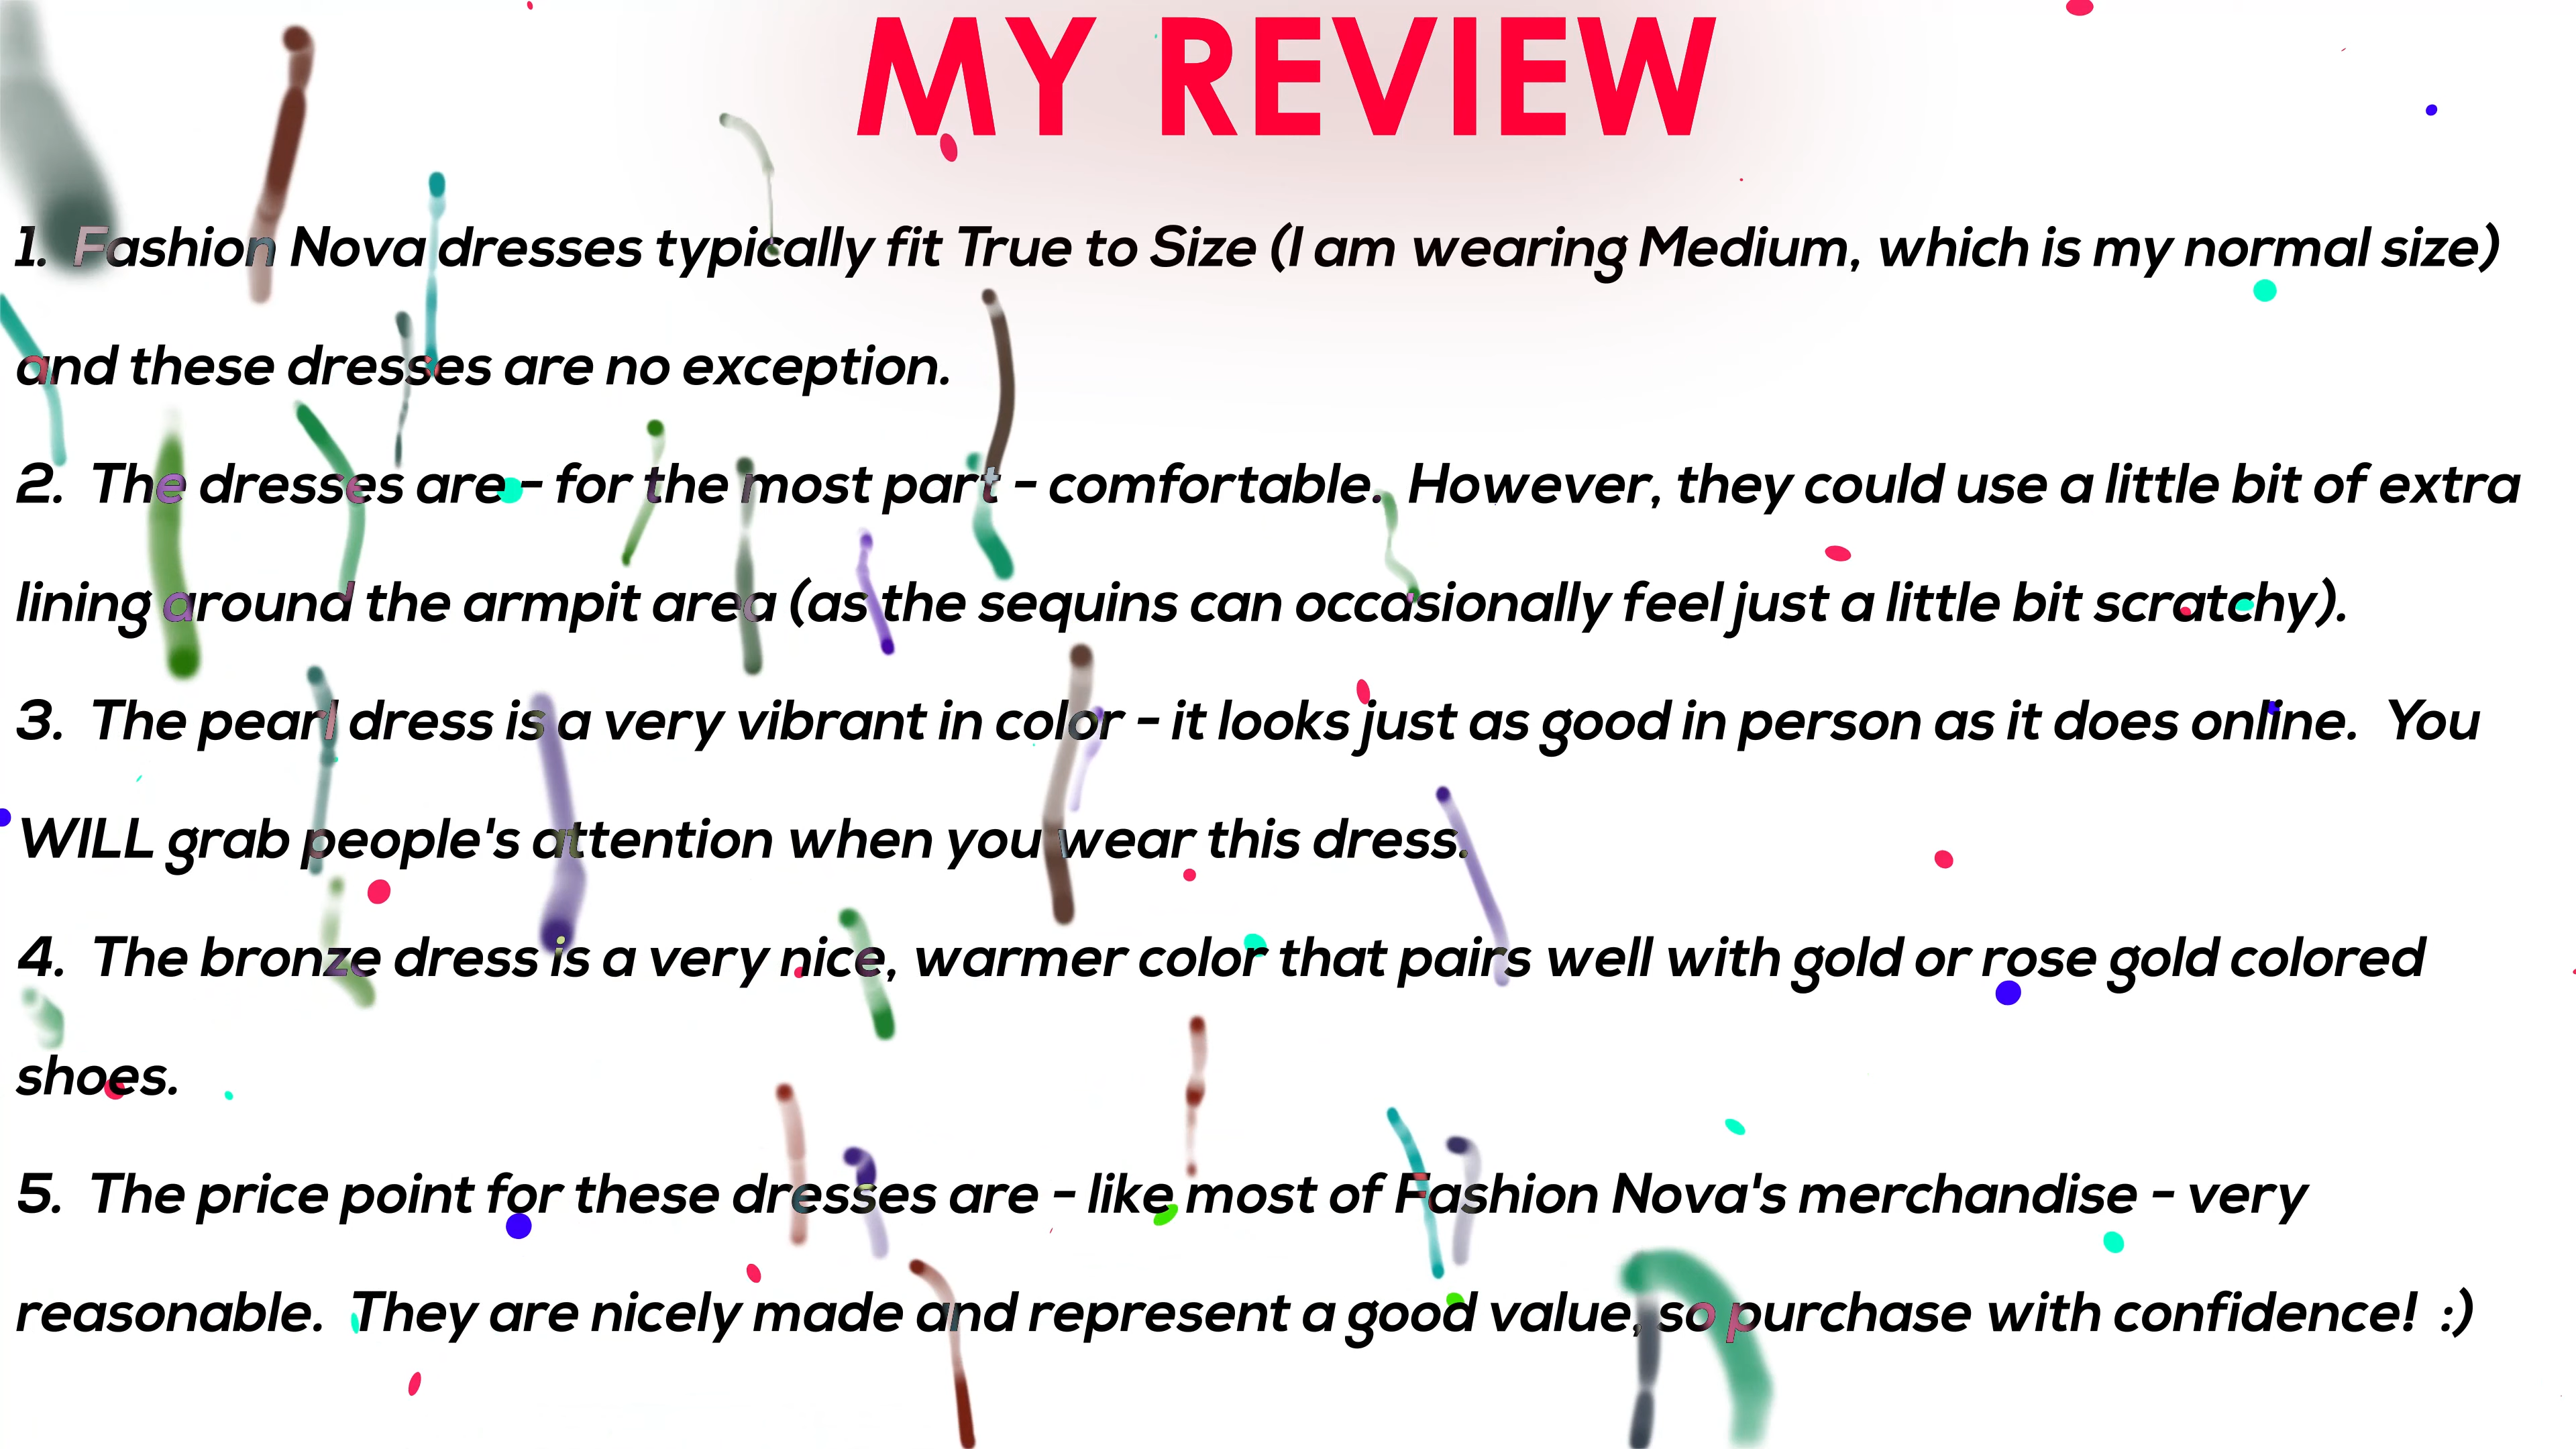 MY REVIEW
1. Fashion Nova dresses typically fit True to Size (I am wearing Medium, which is my normal size)
and these dresses are no exception.
2. The dresses are - for the most part - comfortable. However, they could use a little bit of extra
lining around the armpit area (as the sequins can occasionally feel just a little bit scratchy).
3. The pearl dress is a very vibrant in color - it looks just as good in person as it does online. You
WILL grab people's attention when you wear this dress.
4. The bronze dress is a very nice, warmer color that pairs well with gold or rose gold colored
shoes.
5. The price point for these dresses are - like most of Fashion Nova's merchandise - very
reasonable. They are nicely made and represent a good value, so purchase with confidence! :)